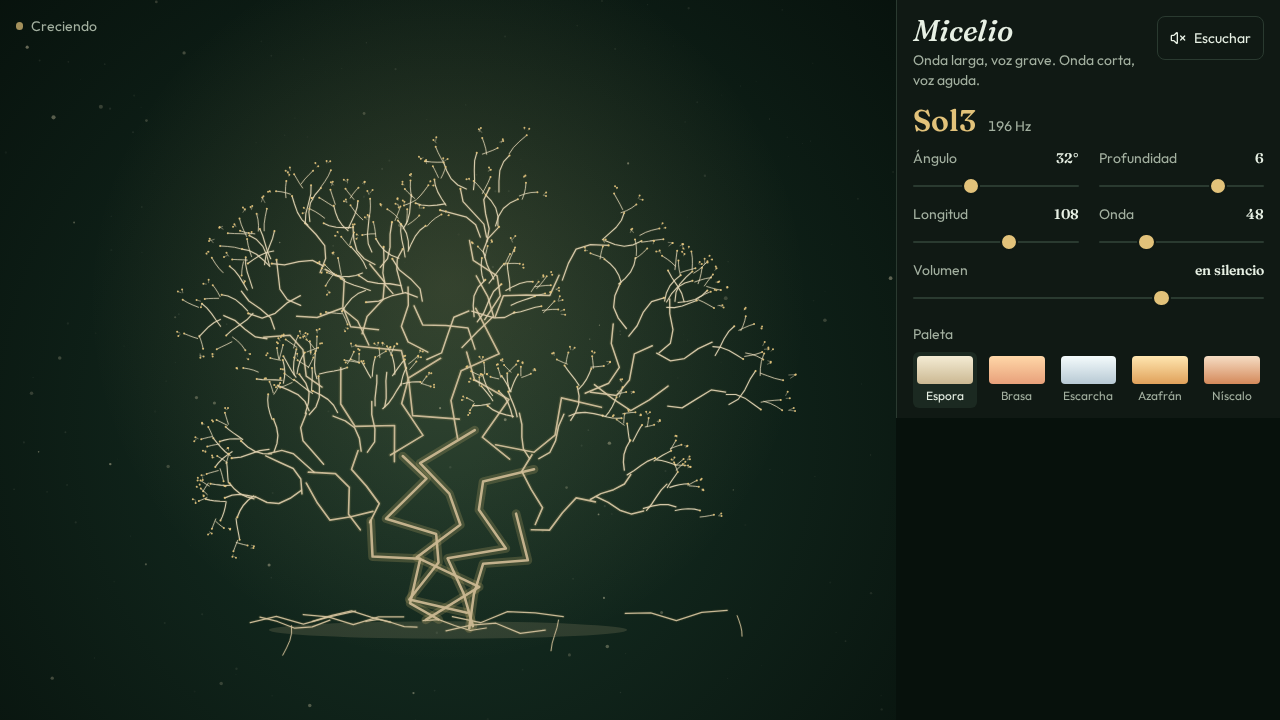 Creciendo
Micelio
Escuchar
Onda larga, voz grave. Onda corta,
voz aguda.
Sol3 196 Hz
Ángulo 32° Profundidad 6
Longitud 108 Onda 48
Volumen en silencio
Paleta
Espora Brasa Escarcha Azafrán Níscalo